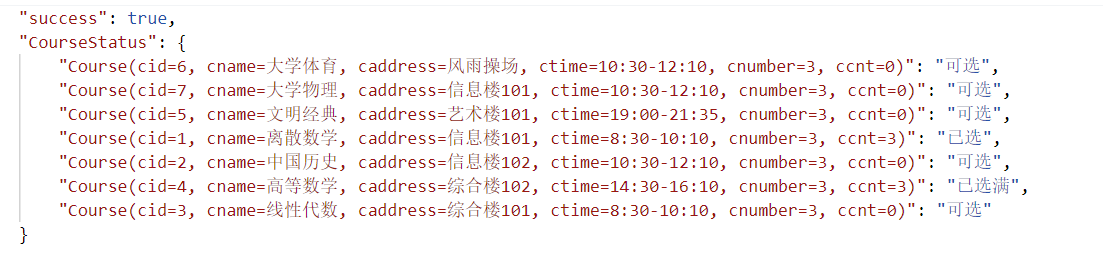 "success": true,
"CourseStatus": {
"Course(cid=6, cname=大学体育, caddress=风雨操场, ctime=10:30-12:10, cnumber=3, ccnt=0)": "可选",
"Course(cid=7, cname=大学物理, caddress=信息楼101, ctime=10:30-12:10, cnumber=3, ccnt=0)": "可选",
"Course(cid=5, cname=文明经典, caddress=艺术楼101, ctime=19:00-21:35, cnumber=3, ccnt=0)": "可选",
"Course(cid=1, cname=离散数学, caddress=信息楼101, ctime=8:30-10:10, cnumber=3, ccnt=3)": "已选",
"Course(cid=2, cname=中国历史, caddress=信息楼102, ctime=10:30-12:10, cnumber=3, ccnt=0)": "可选",
"Course(cid=4, cname=高等数学, caddress=综合楼102, ctime=14:30-16:10, cnumber=3, ccnt=3)": "已选满",
"Course(cid=3, cname=线性代数, caddress=综合楼101, ctime=8:30-10:10, cnumber=3, ccnt=0)": "可选"
}